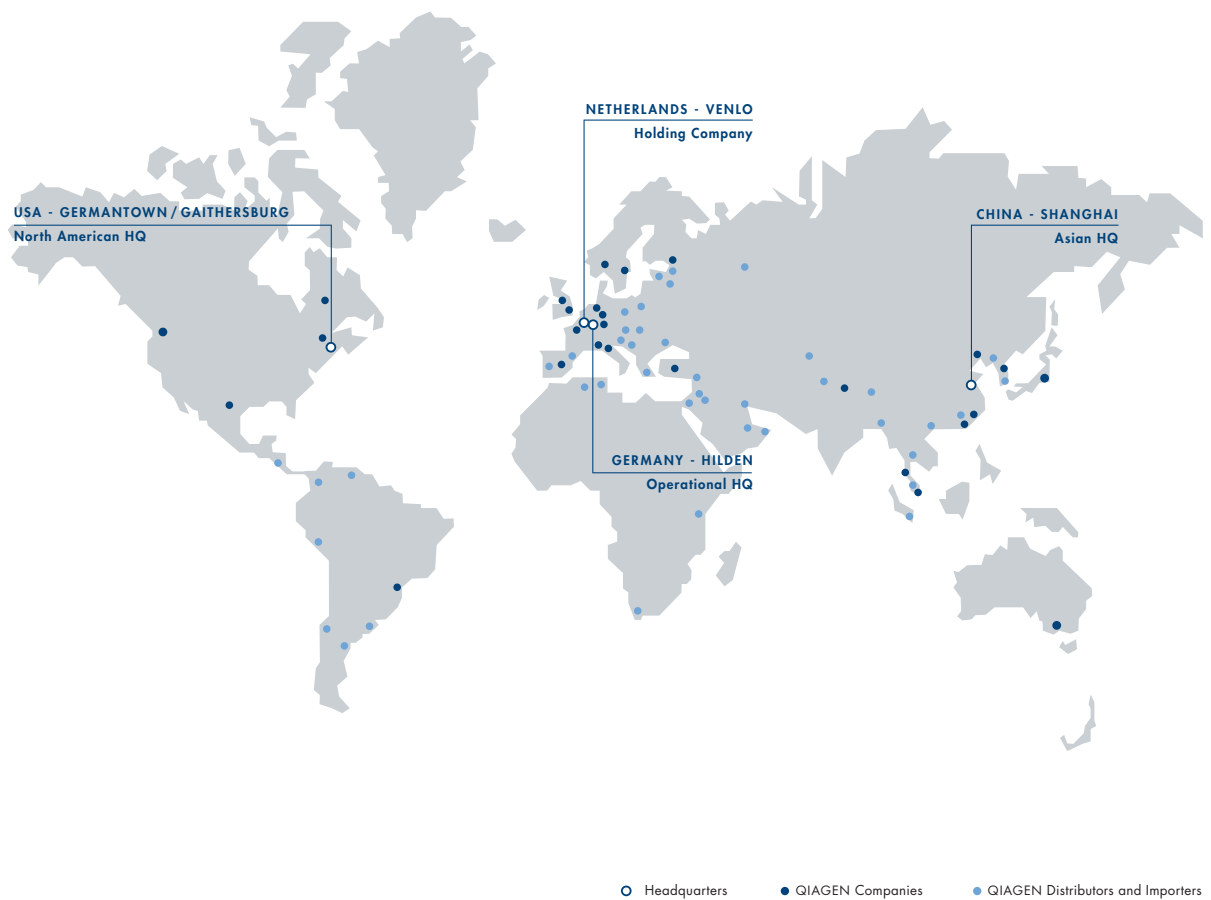 NETHERLANDS - VENLO
Holding Company
USA - GERMANTOWN / GAITHERSBURG
North American HQ
CHINA - SHANGHAI
Asian HQ
GERMANY - HILDEN
Operational HQ
Headquarters
QIAGEN Companies
QIAGEN Distributors and Importers